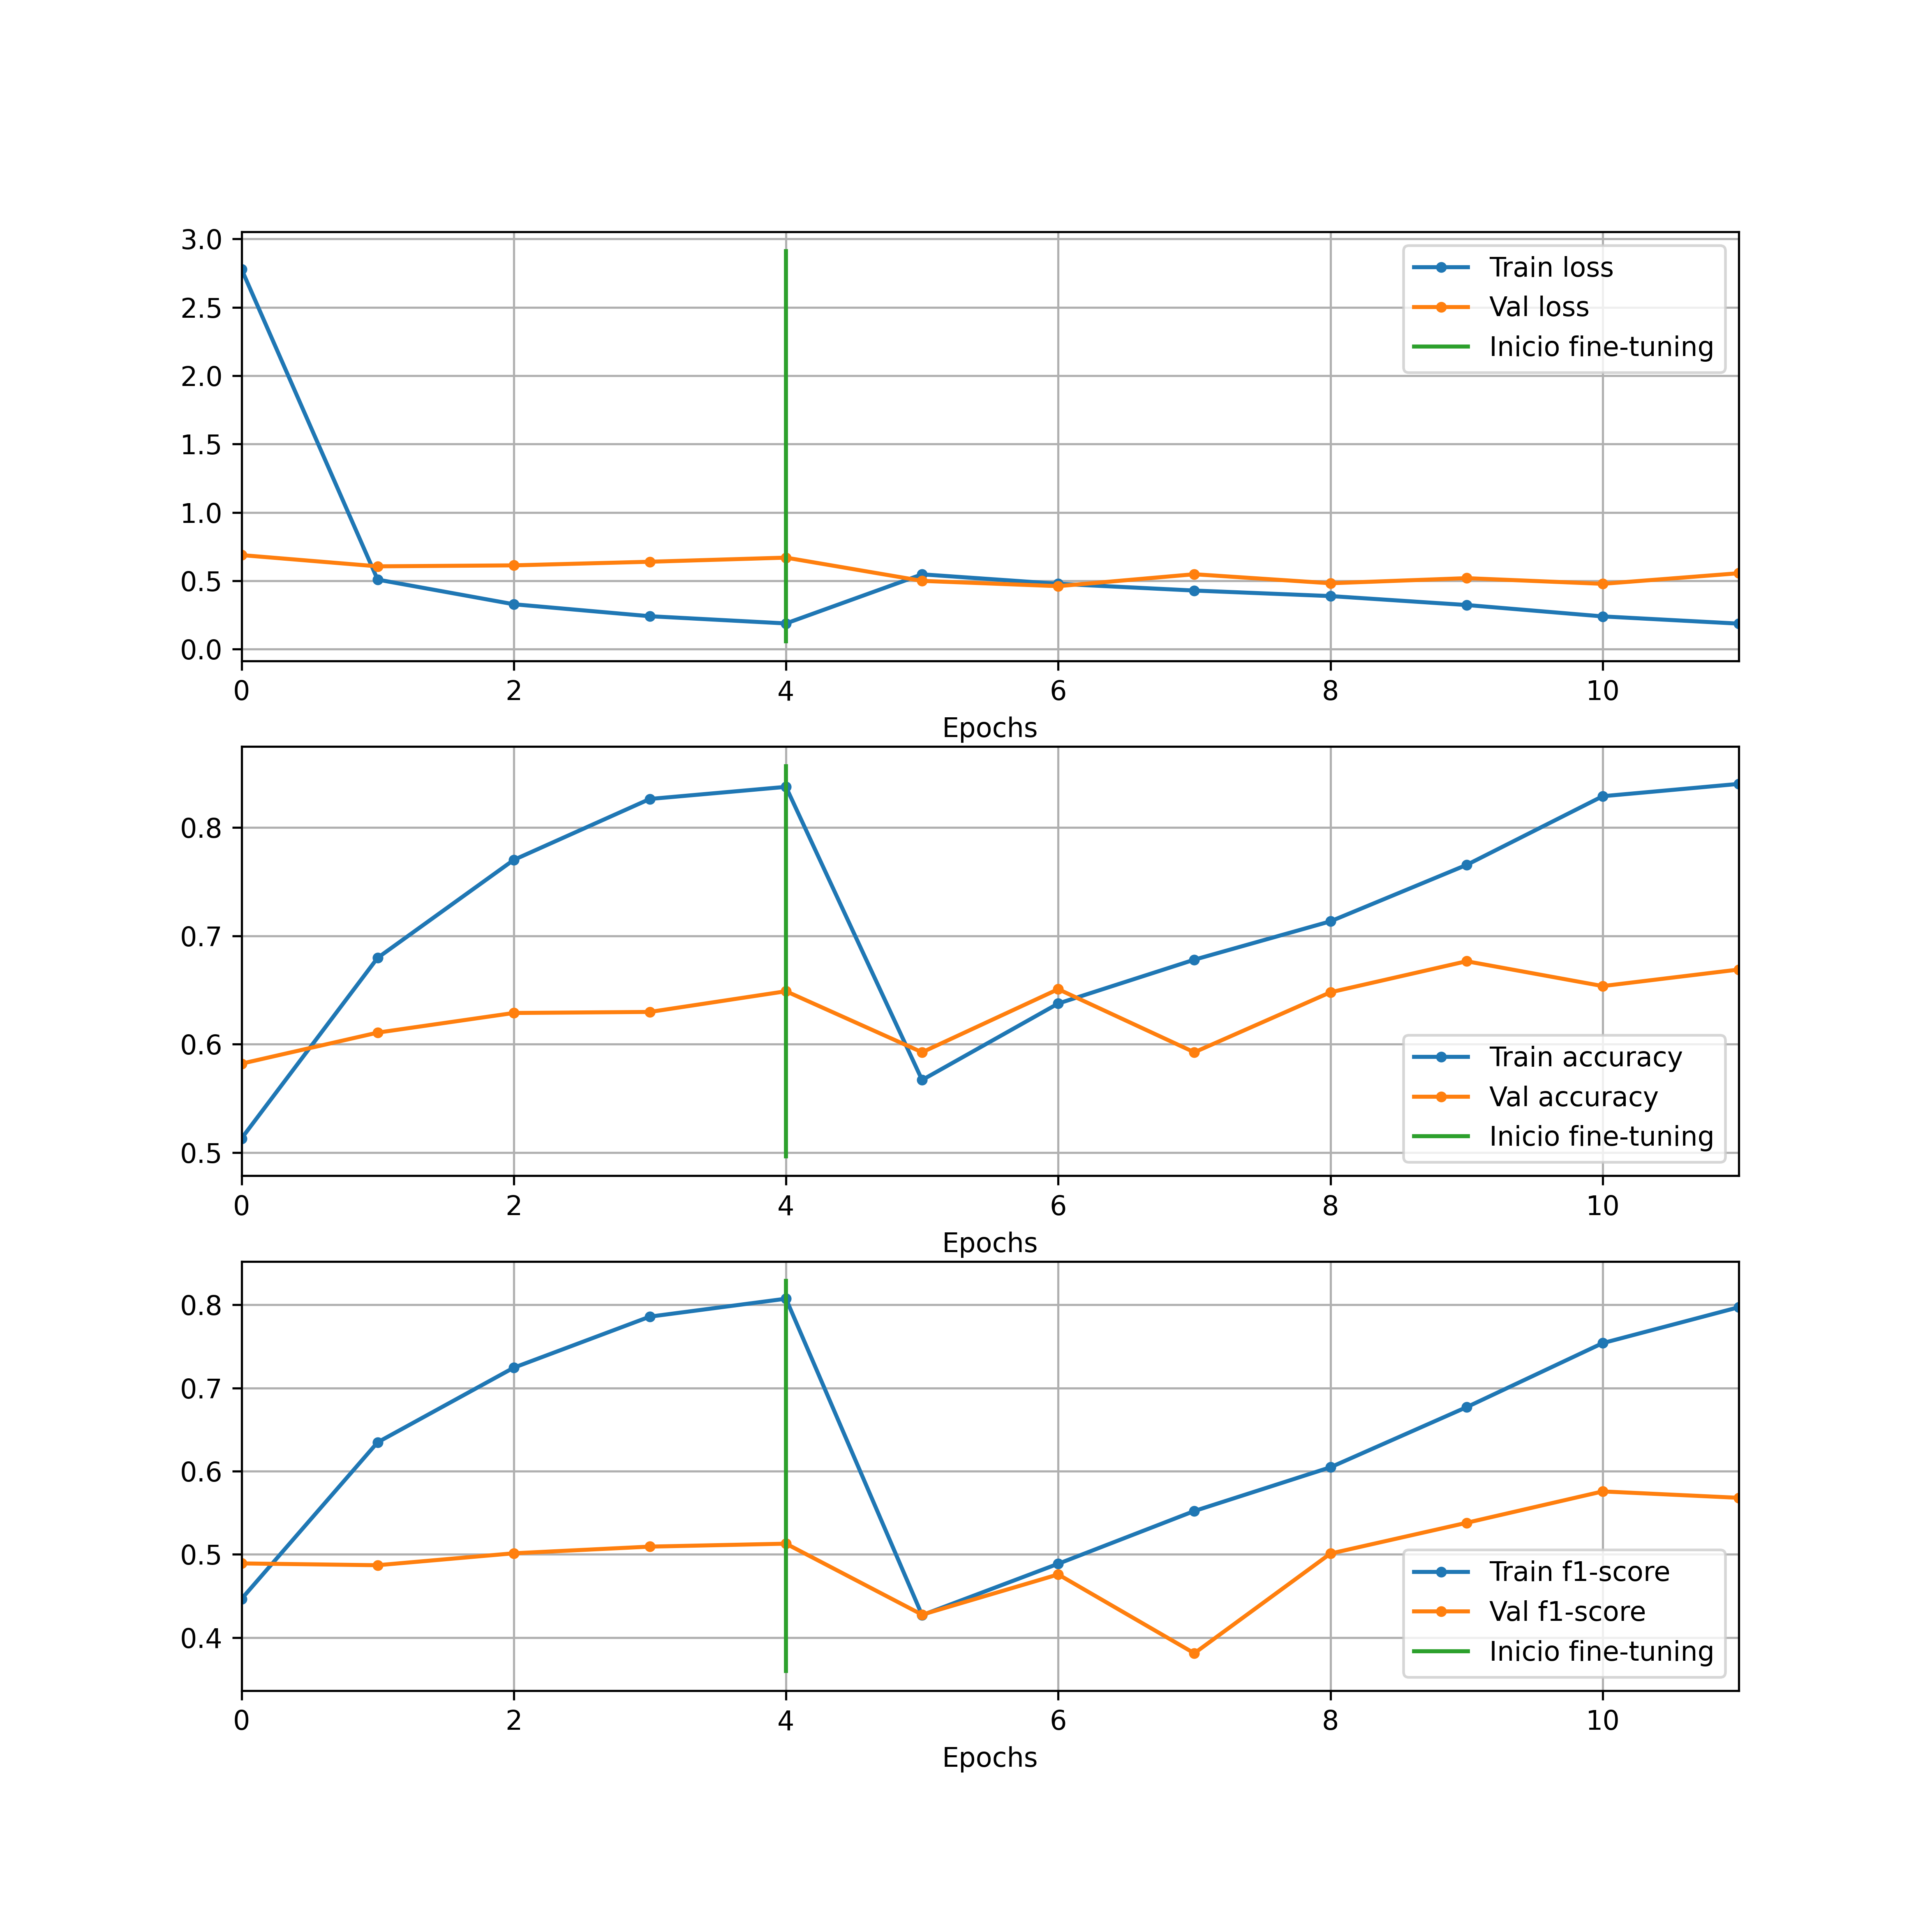 3.0
2.5
2.0
1.5
1.0
0.5
0.0
Train loss
Val loss
Inicio fine-tuning
0 2 4 6 8 10
Epochs
0.8
0.7
0.6
0.5
Train accuracy
Val accuracy
Inicio fine-tuning
0 2 4 6 8 10
Epochs
0.8
0.7
0.6
0.5
0.4
Train f1-score
Val f1-score
Inicio fine-tuning
0 2 4 6 8 10
Epochs